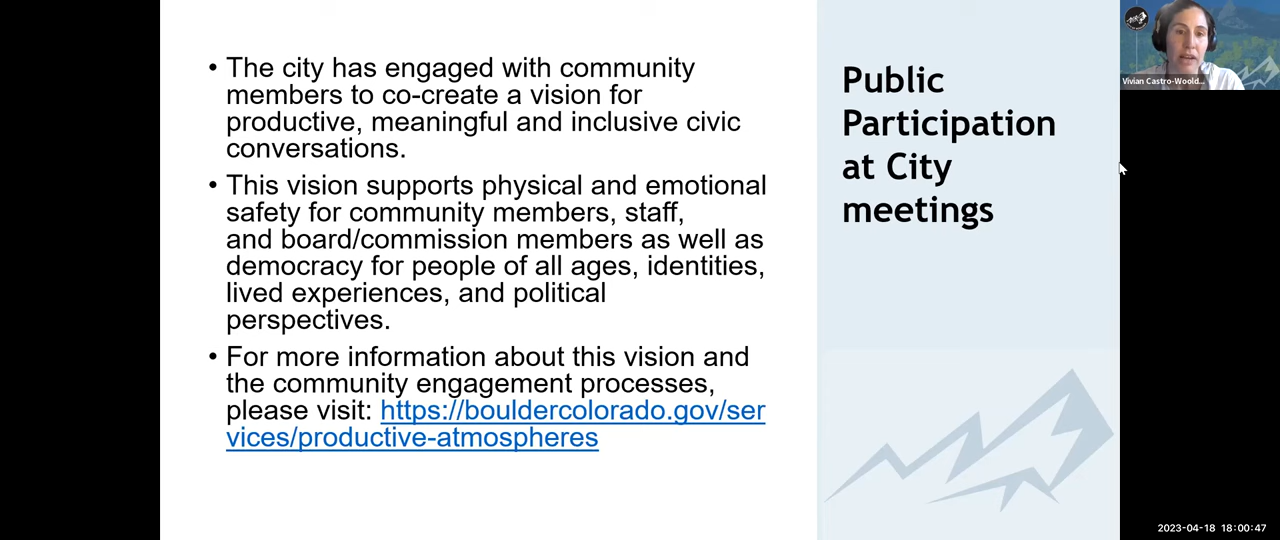 • The city has engaged with community
members to co-create a vision for
productive, meaningful and inclusive civic
conversations.
• This vision supports physical and emotional
safety for community members, staff,
and board/commission members as well as
democracy for people of all ages, identities,
lived experiences, and political
perspectives.
• For more information about this vision and
the community engagement processes,
please visit: https://bouldercolorado.gov/ser
vices/productive-atmospheres
Public
Participation
at City
meetings
Vivian Castro-Woold...
2023-04-18 18:00:47